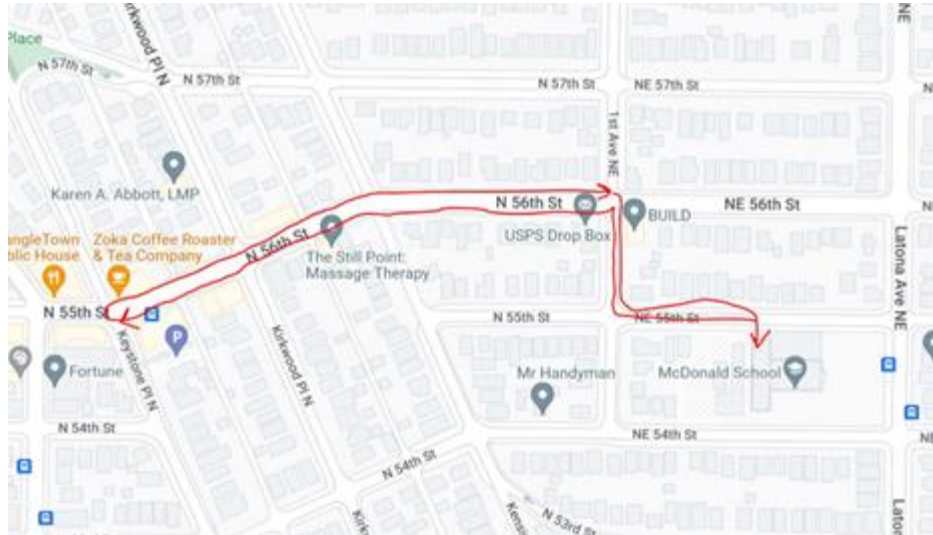 NE
Place
Kirkwood Pl N
N 57th St
N 57th St
N 57th St
NE 57th St
1st Ave NE
Karen A. Abbott, LMP
N 56th St
NE 56th St
BUILD
USPS Drop Box
N 56th St
The Still Point:
Massage Therapy
Zoka Coffee Roaster
& Tea Company
Latona Ave NE
N 55th St
N 55th St
NE 55th St
Keystone Pl N
Kirkwood Pl N
P
Fortune
Mr Handyman
McDonald School
N 54th St
NE 54th St
N 54th St
N 53rd St